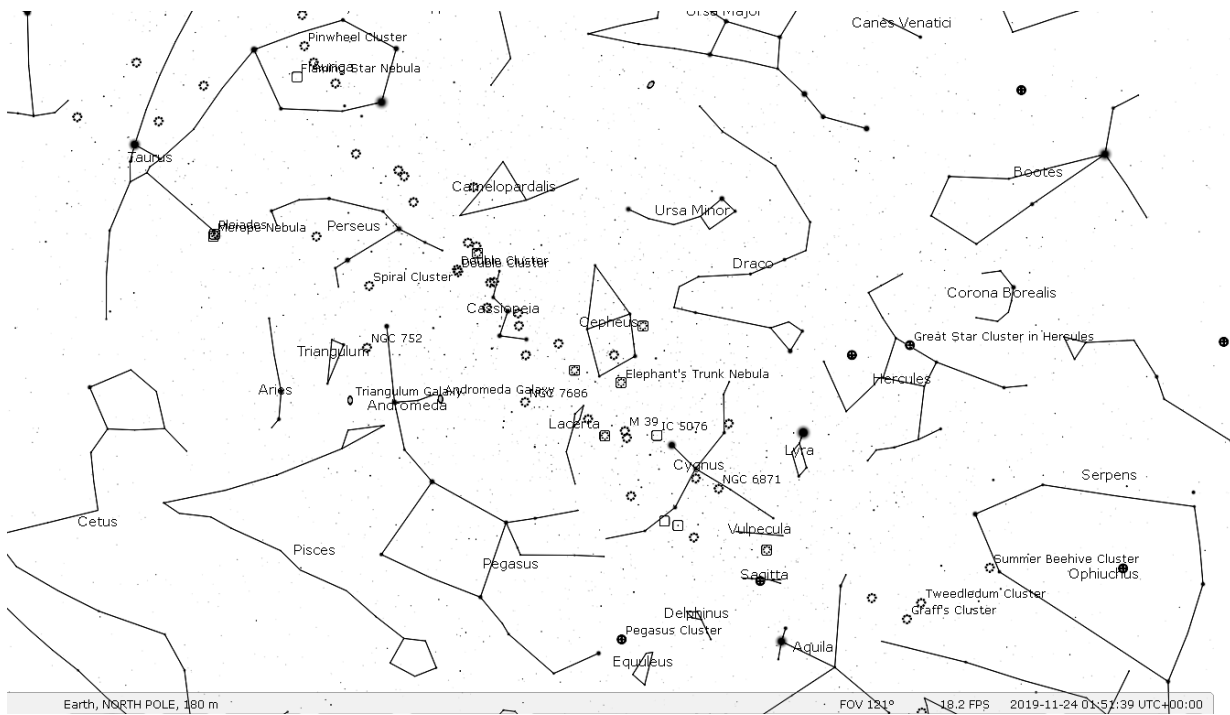 Ursa Major
Canes Venatici
Pinwheel Cluster
Auriga
Flaming Star Nebula
Taurus
Camelopardalis
Bootes
Ursa Minor
Pleiades
Merope Nebula
Perseus
Draco
Double Cluster
Double Cluster
Spiral Cluster
Corona Borealis
Cassiopeia
Cepheus
NGC 752
Great Star Cluster in Hercules
Triangulum
Elephant's Trunk Nebula
Hercules
Aries
Triangulum Galaxy
Andromeda Galaxy
NGC 7686
Andromeda
Lacerta
M 39
IC 5076
Lyra
Cygnus
NGC 6871
Serpens
Cetus
Vulpecula
Pisces
Pegasus
Summer Beehive Cluster
Sagitta
Ophiuchus
Tweedledum Cluster
Graff's Cluster
Delphinus
Pegasus Cluster
Aquila
Equuleus
Earth, NORTH POLE, 180 m
FOV 121°
18.2 FPS
2019-11-24 01:51:39 UTC+00:00